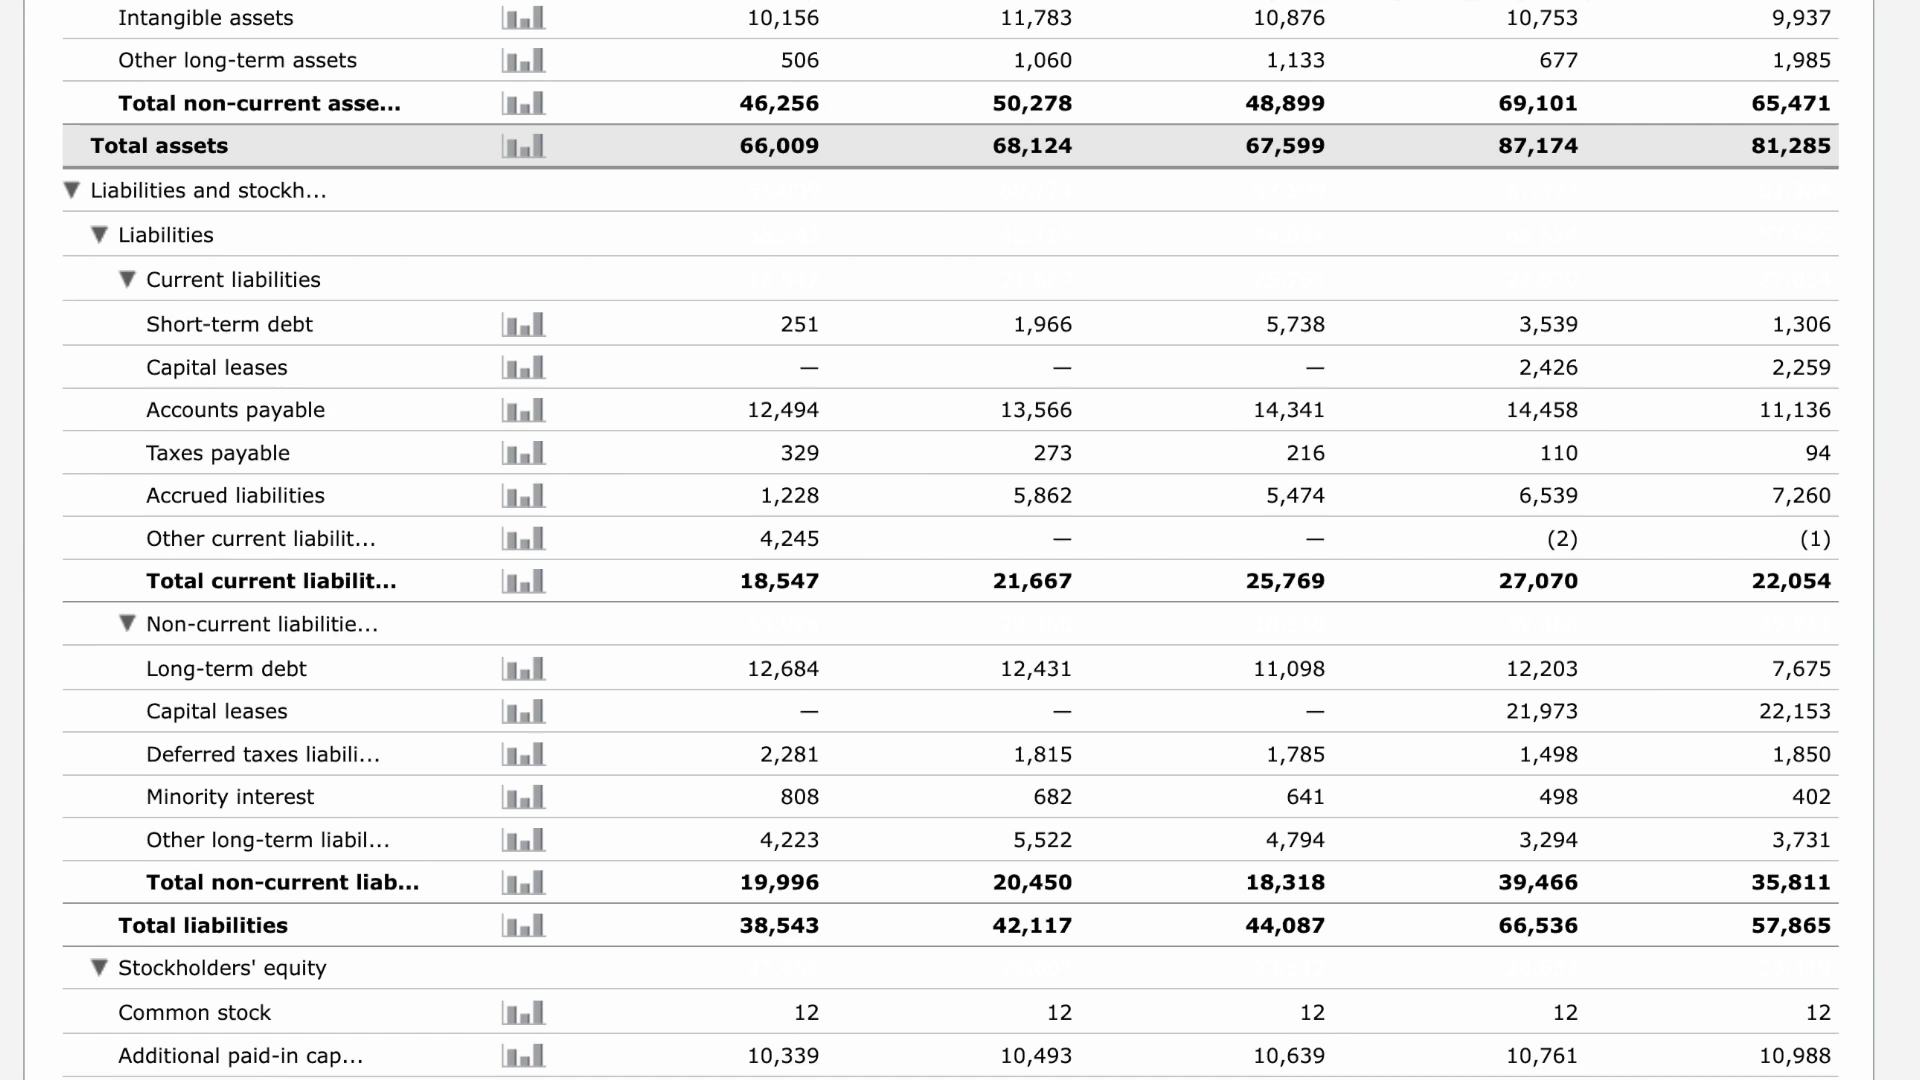 Intangible assets 10,156 11,783 10,876 10,753 9,937
Other long-term assets 506 1,060 1,133 677 1,985
Total non-current asse... 46,256 50,278 48,899 69,101 65,471
Total assets 66,009 68,124 67,599 87,174 81,285
▼ Liabilities and stockh...
▼ Liabilities
▼ Current liabilities
Short-term debt 251 1,966 5,738 3,539 1,306
Capital leases — — — 2,426 2,259
Accounts payable 12,494 13,566 14,341 14,458 11,136
Taxes payable 329 273 216 110 94
Accrued liabilities 1,228 5,862 5,474 6,539 7,260
Other current liabilit... 4,245 — — (2) (1)
Total current liabilit... 18,547 21,667 25,769 27,070 22,054
▼ Non-current liabilitie...
Long-term debt 12,684 12,431 11,098 12,203 7,675
Capital leases — — — 21,973 22,153
Deferred taxes liabili... 2,281 1,815 1,785 1,498 1,850
Minority interest 808 682 641 498 402
Other long-term liabil... 4,223 5,522 4,794 3,294 3,731
Total non-current liab... 19,996 20,450 18,318 39,466 35,811
Total liabilities 38,543 42,117 44,087 66,536 57,865
▼ Stockholders' equity
Common stock 12 12 12 12 12
Additional paid-in cap... 10,339 10,493 10,639 10,761 10,988